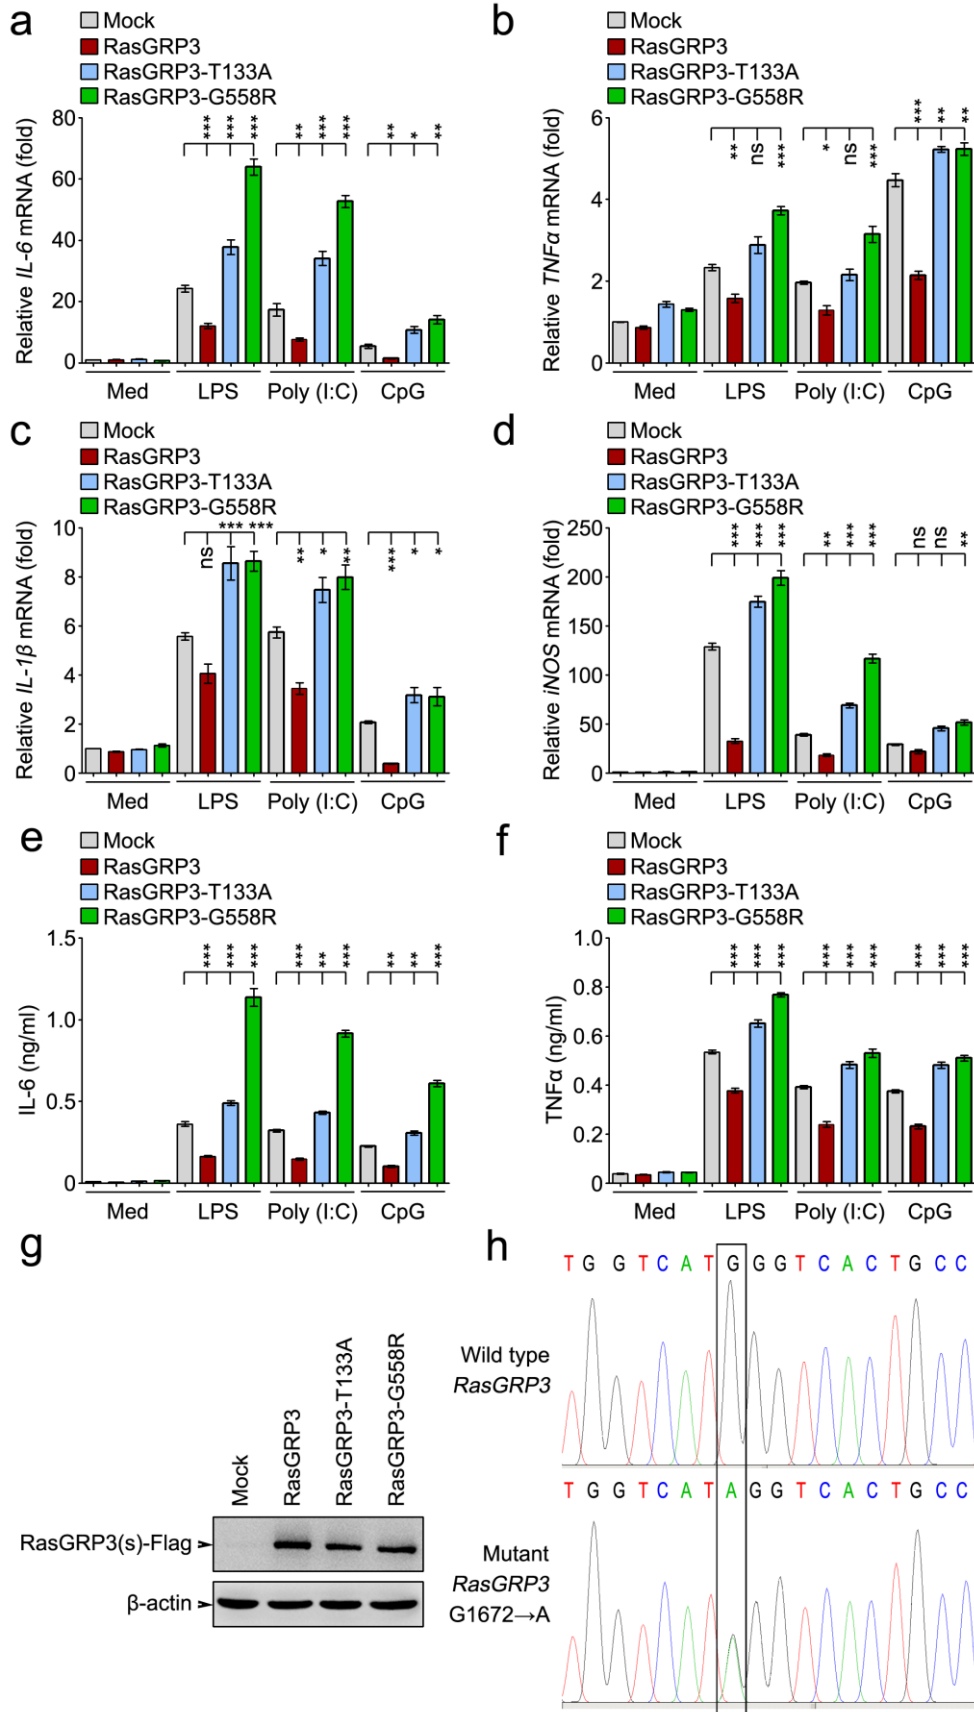 a
Mock
RasGRP3
RasGRP3-T133A
RasGRP3-G558R
Relative IL-6 mRNA (fold)
80
60
40
20
0
*** *** *** ** *** *** ** * **
Med LPS Poly (I:C) CpG
b
Mock
RasGRP3
RasGRP3-T133A
RasGRP3-G558R
Relative TNFα mRNA (fold)
6
4
2
0
** ns *** * ns *** *** ** **
Med LPS Poly (I:C) CpG
c
Mock
RasGRP3
RasGRP3-T133A
RasGRP3-G558R
Relative IL-1β mRNA (fold)
10
8
6
4
2
0
ns *** *** ** * ** *** * *
Med LPS Poly (I:C) CpG
d
Mock
RasGRP3
RasGRP3-T133A
RasGRP3-G558R
Relative iNOS mRNA (fold)
250
200
150
100
50
0
*** *** *** ** *** *** ns ns **
Med LPS Poly (I:C) CpG
e
Mock
RasGRP3
RasGRP3-T133A
RasGRP3-G558R
IL-6 (ng/ml)
1.5
1.0
0.5
0
*** *** *** *** ** *** ** ** ***
Med LPS Poly (I:C) CpG
f
Mock
RasGRP3
RasGRP3-T133A
RasGRP3-G558R
TNFα (ng/ml)
1.0
0.8
0.6
0.4
0.2
0
*** *** *** *** *** *** *** *** ***
Med LPS Poly (I:C) CpG
g
Mock
RasGRP3
RasGRP3-T133A
RasGRP3-G558R
RasGRP3(s)-Flag
β-actin
h
T G G T C A T G G G T C A C T G C C
Wild type
RasGRP3
T G G T C A T A G G T C A C T G C C
Mutant
RasGRP3
G1672→A